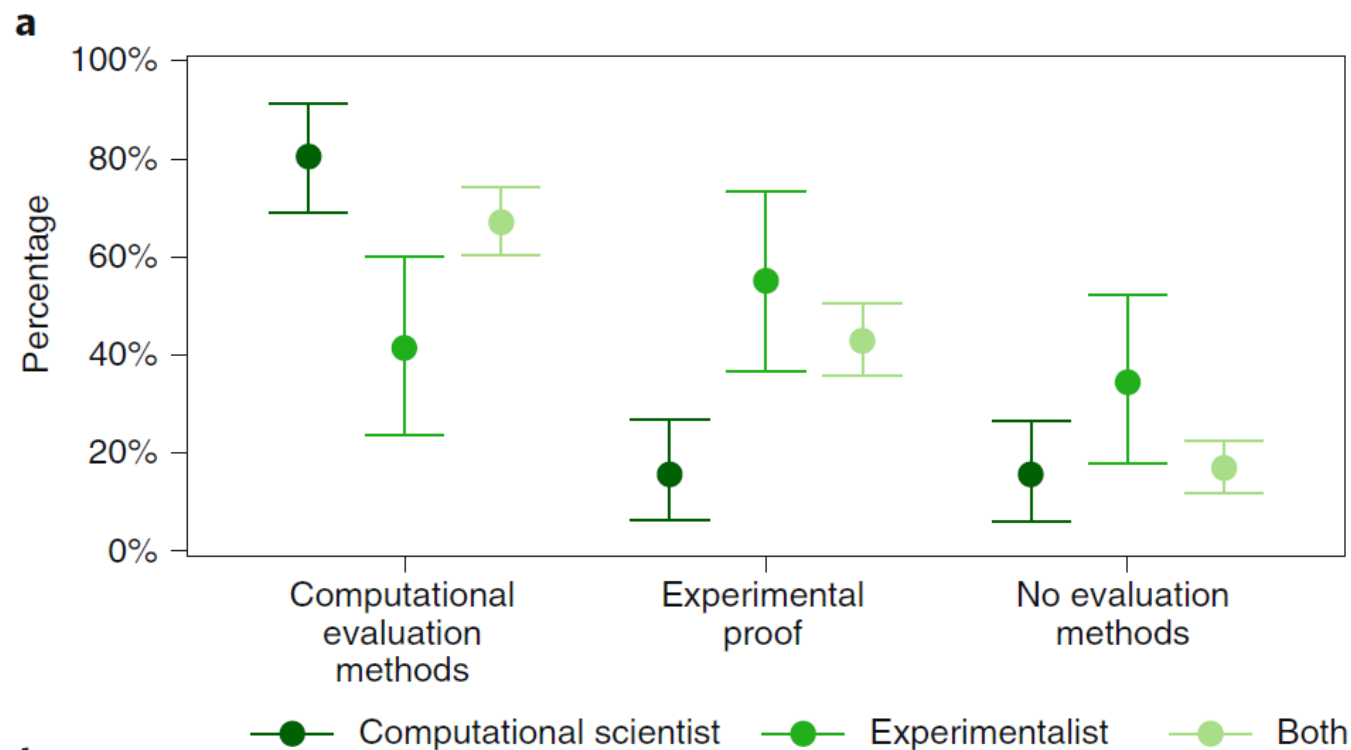 a
100%
80%
60%
40%
20%
0%
Percentage
Computational
evaluation
methods
Experimental
proof
No evaluation
methods
Computational scientist
Experimentalist
Both